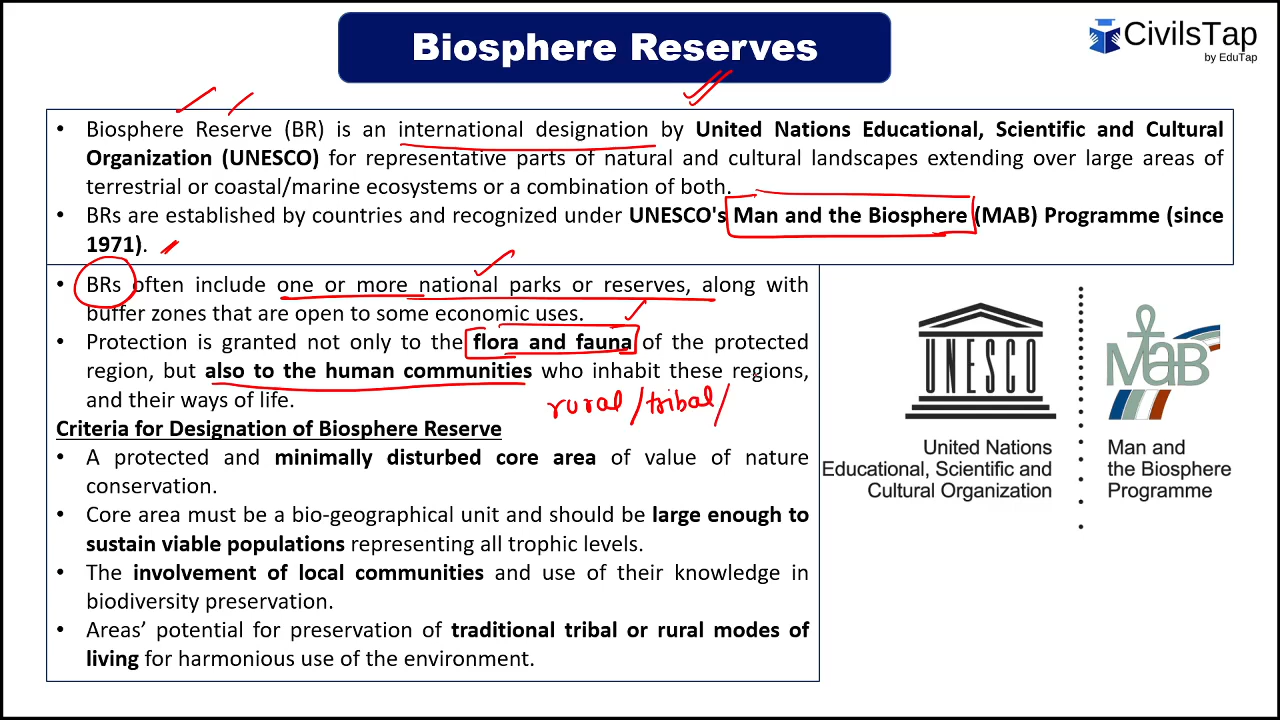 Biosphere Reserves
CivilsTap
by EduTap
• Biosphere Reserve (BR) is an international designation by United Nations Educational, Scientific and Cultural
Organization (UNESCO) for representative parts of natural and cultural landscapes extending over large areas of
terrestrial or coastal/marine ecosystems or a combination of both.
• BRs are established by countries and recognized under UNESCO's Man and the Biosphere (MAB) Programme (since
1971).
• BRs often include one or more national parks or reserves, along with
buffer zones that are open to some economic uses.
• Protection is granted not only to the flora and fauna of the protected
region, but also to the human communities who inhabit these regions,
and their ways of life.
rural/tribal/
Criteria for Designation of Biosphere Reserve
• A protected and minimally disturbed core area of value of nature
conservation.
• Core area must be a bio-geographical unit and should be large enough to
sustain viable populations representing all trophic levels.
• The involvement of local communities and use of their knowledge in
biodiversity preservation.
• Areas’ potential for preservation of traditional tribal or rural modes of
living for harmonious use of the environment.
UNESCO
United Nations
Educational, Scientific and
Cultural Organization
MaB
Man and
the Biosphere
Programme